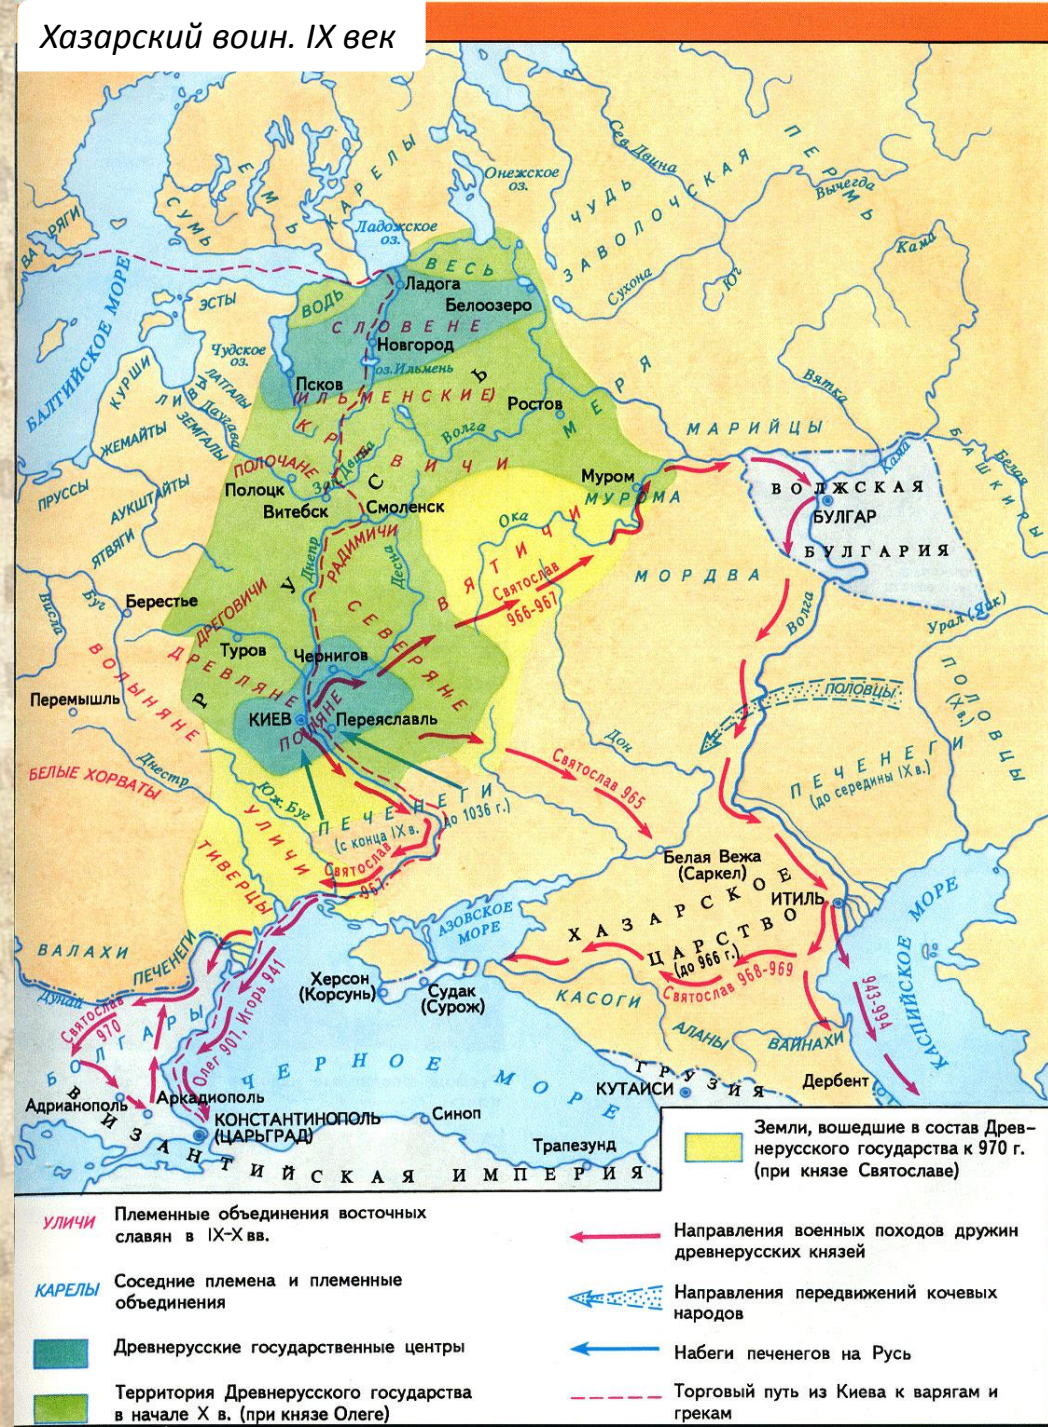 Хазарский воин. IX век
ВАРЯГИ
СУМЬ
ЕМЬ
КАРЕЛЫ
Онежское
оз.
Ладожское
оз.
ЧУДЬ
ЗАВОЛОЧСКАЯ
Сев.Двина
ПЕРМЬ
Вычегда
Кама
Сухона
Юг
ВЕСЬ
Ладога
Белоозеро
ВОДЬ
ЭСТЫ
СЛОВЕНЕ
Новгород
оз.Ильмень
Чудское
оз.
Псков
(ИЛЬМЕНСКИЕ)
БАЛТИЙСКОЕ МОРЕ
КУРШИ
ЛИВЫ
ЛАТГАЛЫ
ЗЕМГАЛЫ
Даугава
ЖЕМАЙТЫ
ПРУССЫ
АУКШТАЙТЫ
ЯТВЯГИ
Ростов
МЕРЯ
Вятка
Волга
КРИВИЧИ
МАРИЙЦЫ
Кама
Белая
БАШКИРЫ
ПОЛОЧАНЕ
Полоцк
Зап.Двина
Витебск
Смоленск
РУСЬ
Муром
МУРОМА
ВОЛЖСКАЯ
БУЛГАР
БУЛГАРИЯ
Ока
ВЯТИЧИ
Святослав
966-967
МОРДВА
Волга
Урал (Яик)
РАДИМИЧИ
Днепр
Десна
Висла
Буг
Берестье
ДРЕГОВИЧИ
Туров
СЕВЕРЯНЕ
Чернигов
ДРЕВЛЯНЕ
ВОЛЫНЯНЕ
Перемышль
КИЕВ
ПОЛЯНЕ
Переяславль
ПОЛОВЦЫ
ПОЛОВЦЫ
(Xв.)
Дон
Святослав 965
БЕЛЫЕ ХОРВАТЫ
Днестр
Юж. Буг
ПЕЧЕНЕГИ
(с конца IX в. до 1036 г.)
ПЕЧЕНЕГИ
(до середины IX в.)
УЛИЧИ
ТИВЕРЦЫ
Святослав
967
Белая Вежа
(Саркел)
ИТИЛЬ
ХАЗАРСКОЕ
ЦАРСТВО
(до 966 г.)
АЗОВСКОЕ
МОРЕ
КАСПИЙСКОЕ МОРЕ
ВАЛАХИ
ПЕЧЕНЕГИ
Дунай
Херсон
(Корсунь)
Судак
(Сурож)
КАСОГИ
Святослав 968-969
943-994
АЛАНЫ
ВАЙНАХИ
Святослав
970
БОЛГАРЫ
Олег 901, Игорь 941
ЧЕРНОЕ МОРЕ
ГРУЗИЯ
КУТАИСИ
Дербент
Адрианополь
Аркадиополь
КОНСТАНТИНОПОЛЬ
(ЦАРЬГРАД)
Синоп
Трапезунд
ВИЗАНТИЙСКАЯ ИМПЕРИЯ
Земли, вошедшие в состав Древ-
нерусского государства к 970 г.
(при князе Святославе)
УЛИЧИ
Племенные объединения восточных
славян в IX-X вв.
КАРЕЛЫ
Соседние племена и племенные
объединения
Древнерусские государственные центры
Территория Древнерусского государства
в начале X в. (при князе Олеге)
Направления военных походов дружин
древнерусских князей
Направления передвижений кочевых
народов
Набеги печенегов на Русь
Торговый путь из Киева к варягам и
грекам